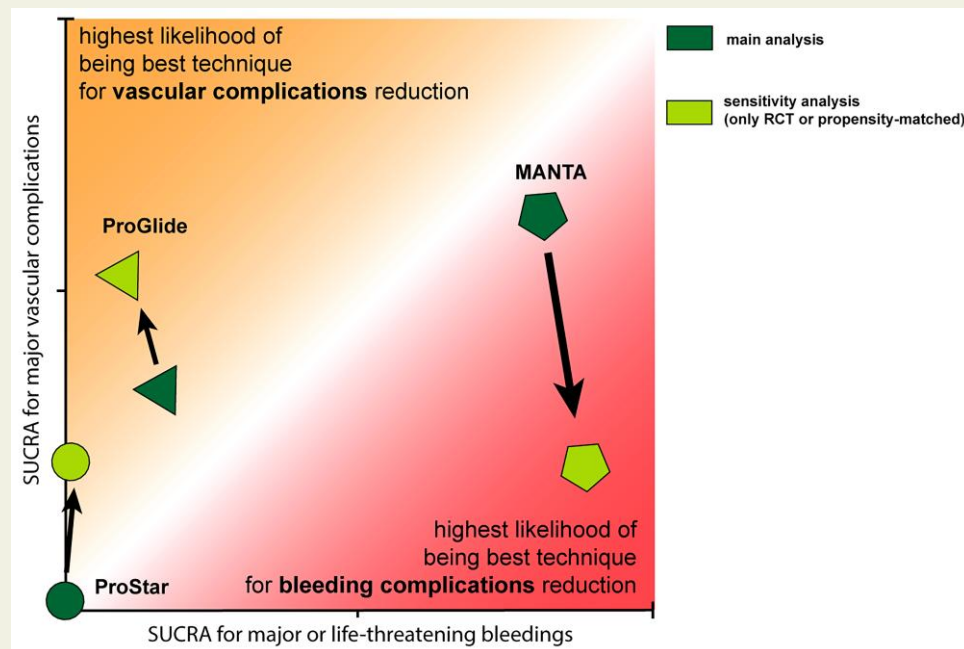 highest likelihood of
being best technique
for vascular complications reduction
main analysis
sensitivity analysis
(only RCT or propensity-matched)
MANTA
ProGlide
SUCRA for major vascular complications
highest likelihood of
being best technique
for bleeding complications reduction
ProStar
SUCRA for major or life-threatening bleedings